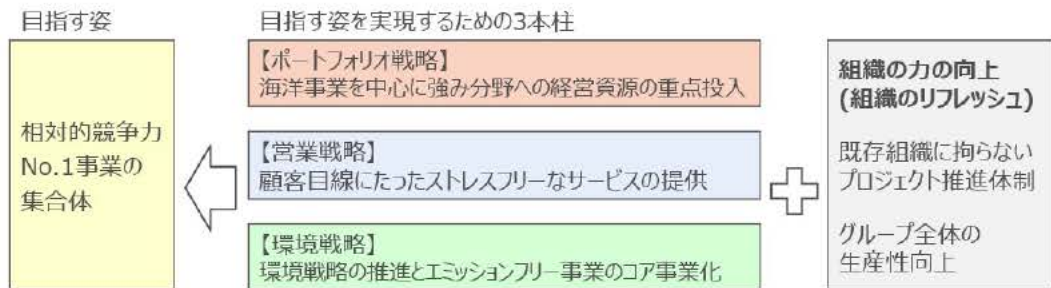 目指す姿
相対的競争力
No.1事業の
集合体
目指す姿を実現するための3本柱
【ポートフォリオ戦略】
海洋事業を中心に強み分野への経営資源の重点投入
【営業戦略】
顧客目線にたったストレスフリーなサービスの提供
【環境戦略】
環境戦略の推進とエミッションフリー事業のコア事業化
組織の力の向上
(組織のリフレッシュ)
既存組織に拘らない
プロジェクト推進体制
グループ全体の
生産性向上